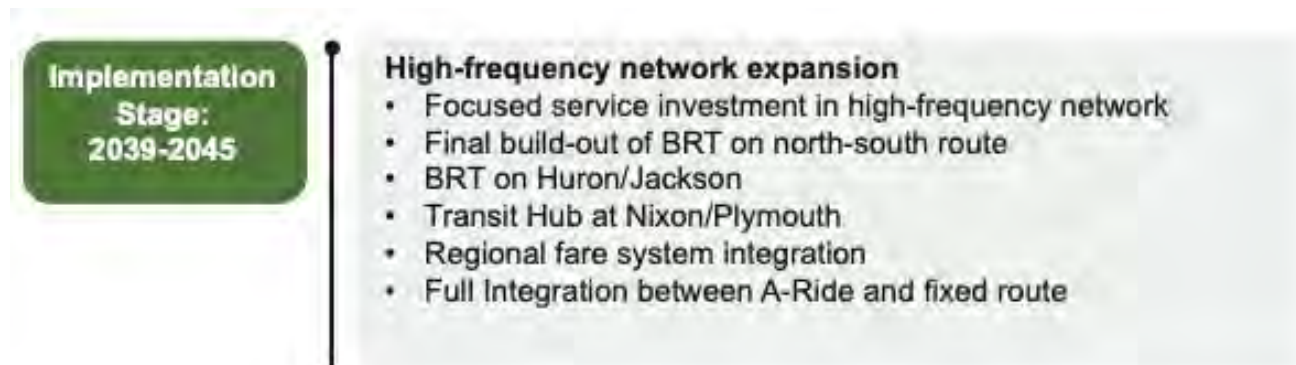 Implementation
Stage:
2039-2045
High-frequency network expansion
• Focused service investment in high-frequency network
• Final build-out of BRT on north-south route
• BRT on Huron/Jackson
• Transit Hub at Nixon/Plymouth
• Regional fare system integration
• Full Integration between A-Ride and fixed route